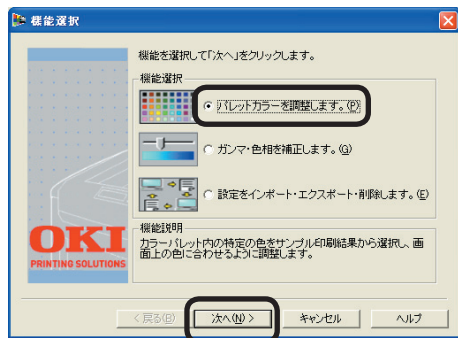 機能選択
機能を選択して「次へ」をクリックします。
機能選択
パレットカラーを調整します。(P)
ガンマ・色相を補正します。(G)
設定をインポート・エクスポート・削除します。(E)
OKI
PRINTING SOLUTIONS
機能説明
カラーパレット内の特定の色をサンプル印刷結果から選択し、画
面上の色に合わせるように調整します。
< 戻る(B)
次へ(N) >
キャンセル
ヘルプ